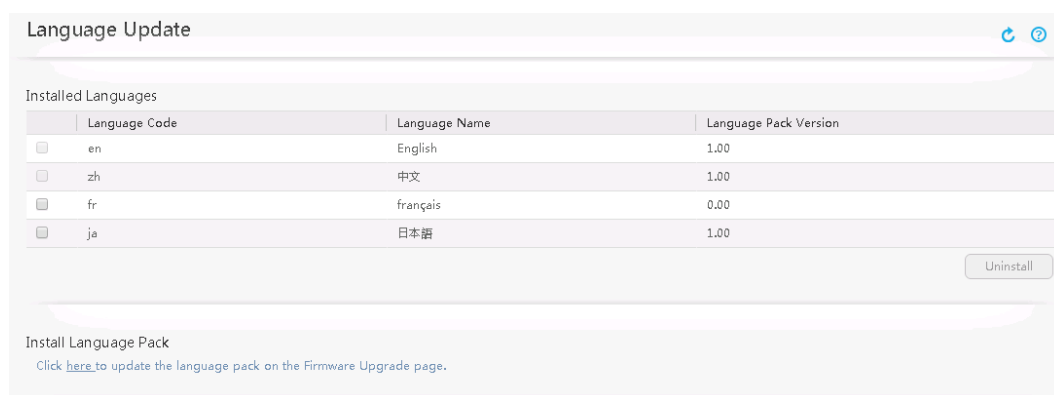 Language Update
Installed Languages
Language Code Language Name Language Pack Version
en English 1.00
zh 中文 1.00
fr français 0.00
ja 日本語 1.00
Uninstall
Install Language Pack
Click here to update the language pack on the Firmware Upgrade page.